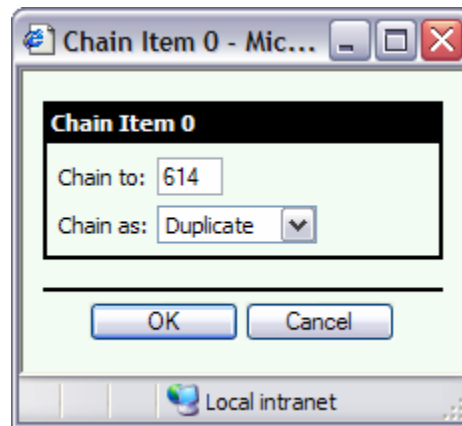 Chain Item 0 - Mic...
Chain Item 0
Chain to: 614
Chain as: Duplicate
OK Cancel
Local intranet